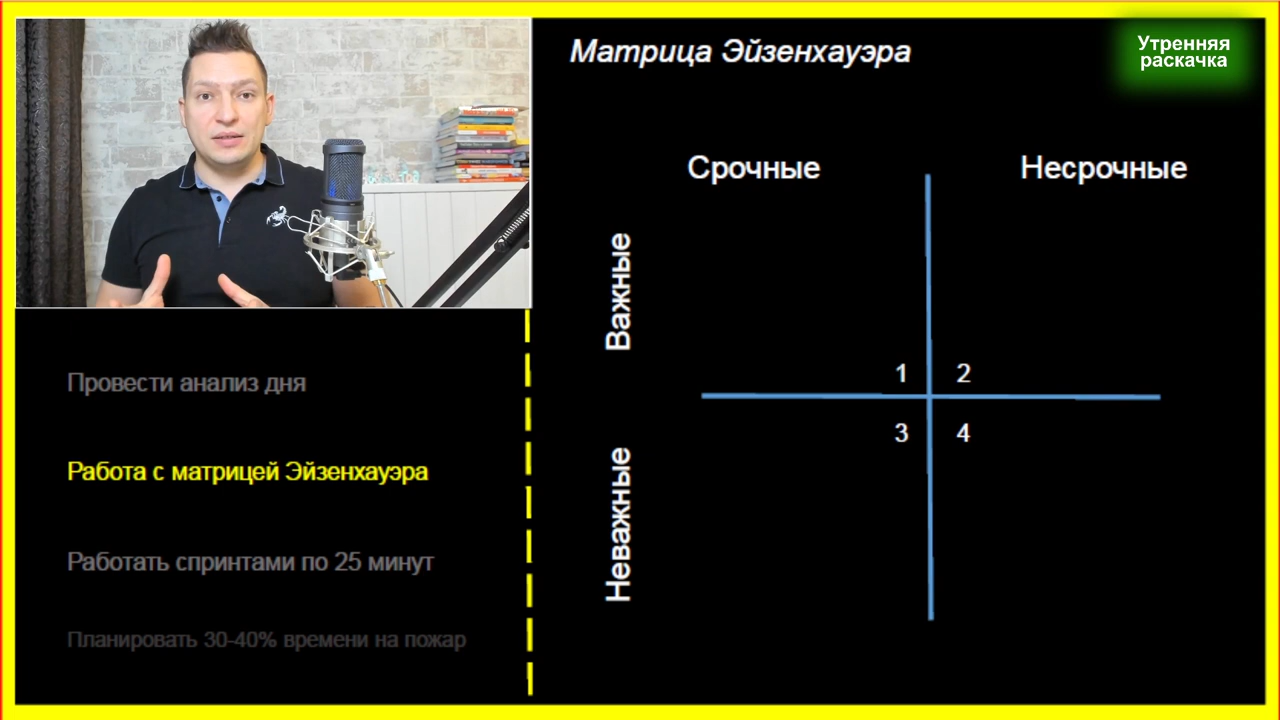 Матрица Эйзенхауэра
Утренняя
раскачка
Срочные
Несрочные
Важные
1
2
3
4
Неважные
Провести анализ дня
Работа с матрицей Эйзенхауэра
Работать спринтами по 25 минут
Планировать 30-40% времени на пожар